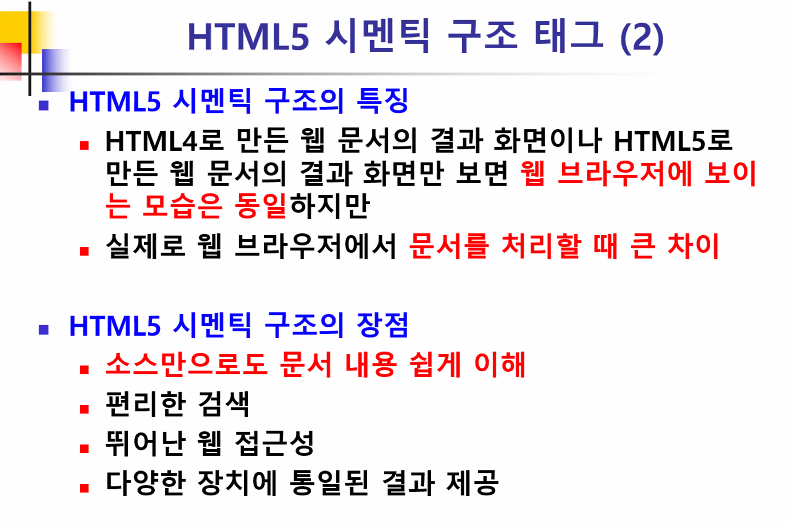 HTML5 시멘틱 구조 태그 (2)
HTML5 시멘틱 구조의 특징
HTML4로 만든 웹 문서의 결과 화면이나 HTML5로
만든 웹 문서의 결과 화면만 보면 웹 브라우저에 보이
는 모습은 동일하지만
실제로 웹 브라우저에서 문서를 처리할 때 큰 차이
HTML5 시멘틱 구조의 장점
소스만으로도 문서 내용 쉽게 이해
편리한 검색
뛰어난 웹 접근성
다양한 장치에 통일된 결과 제공